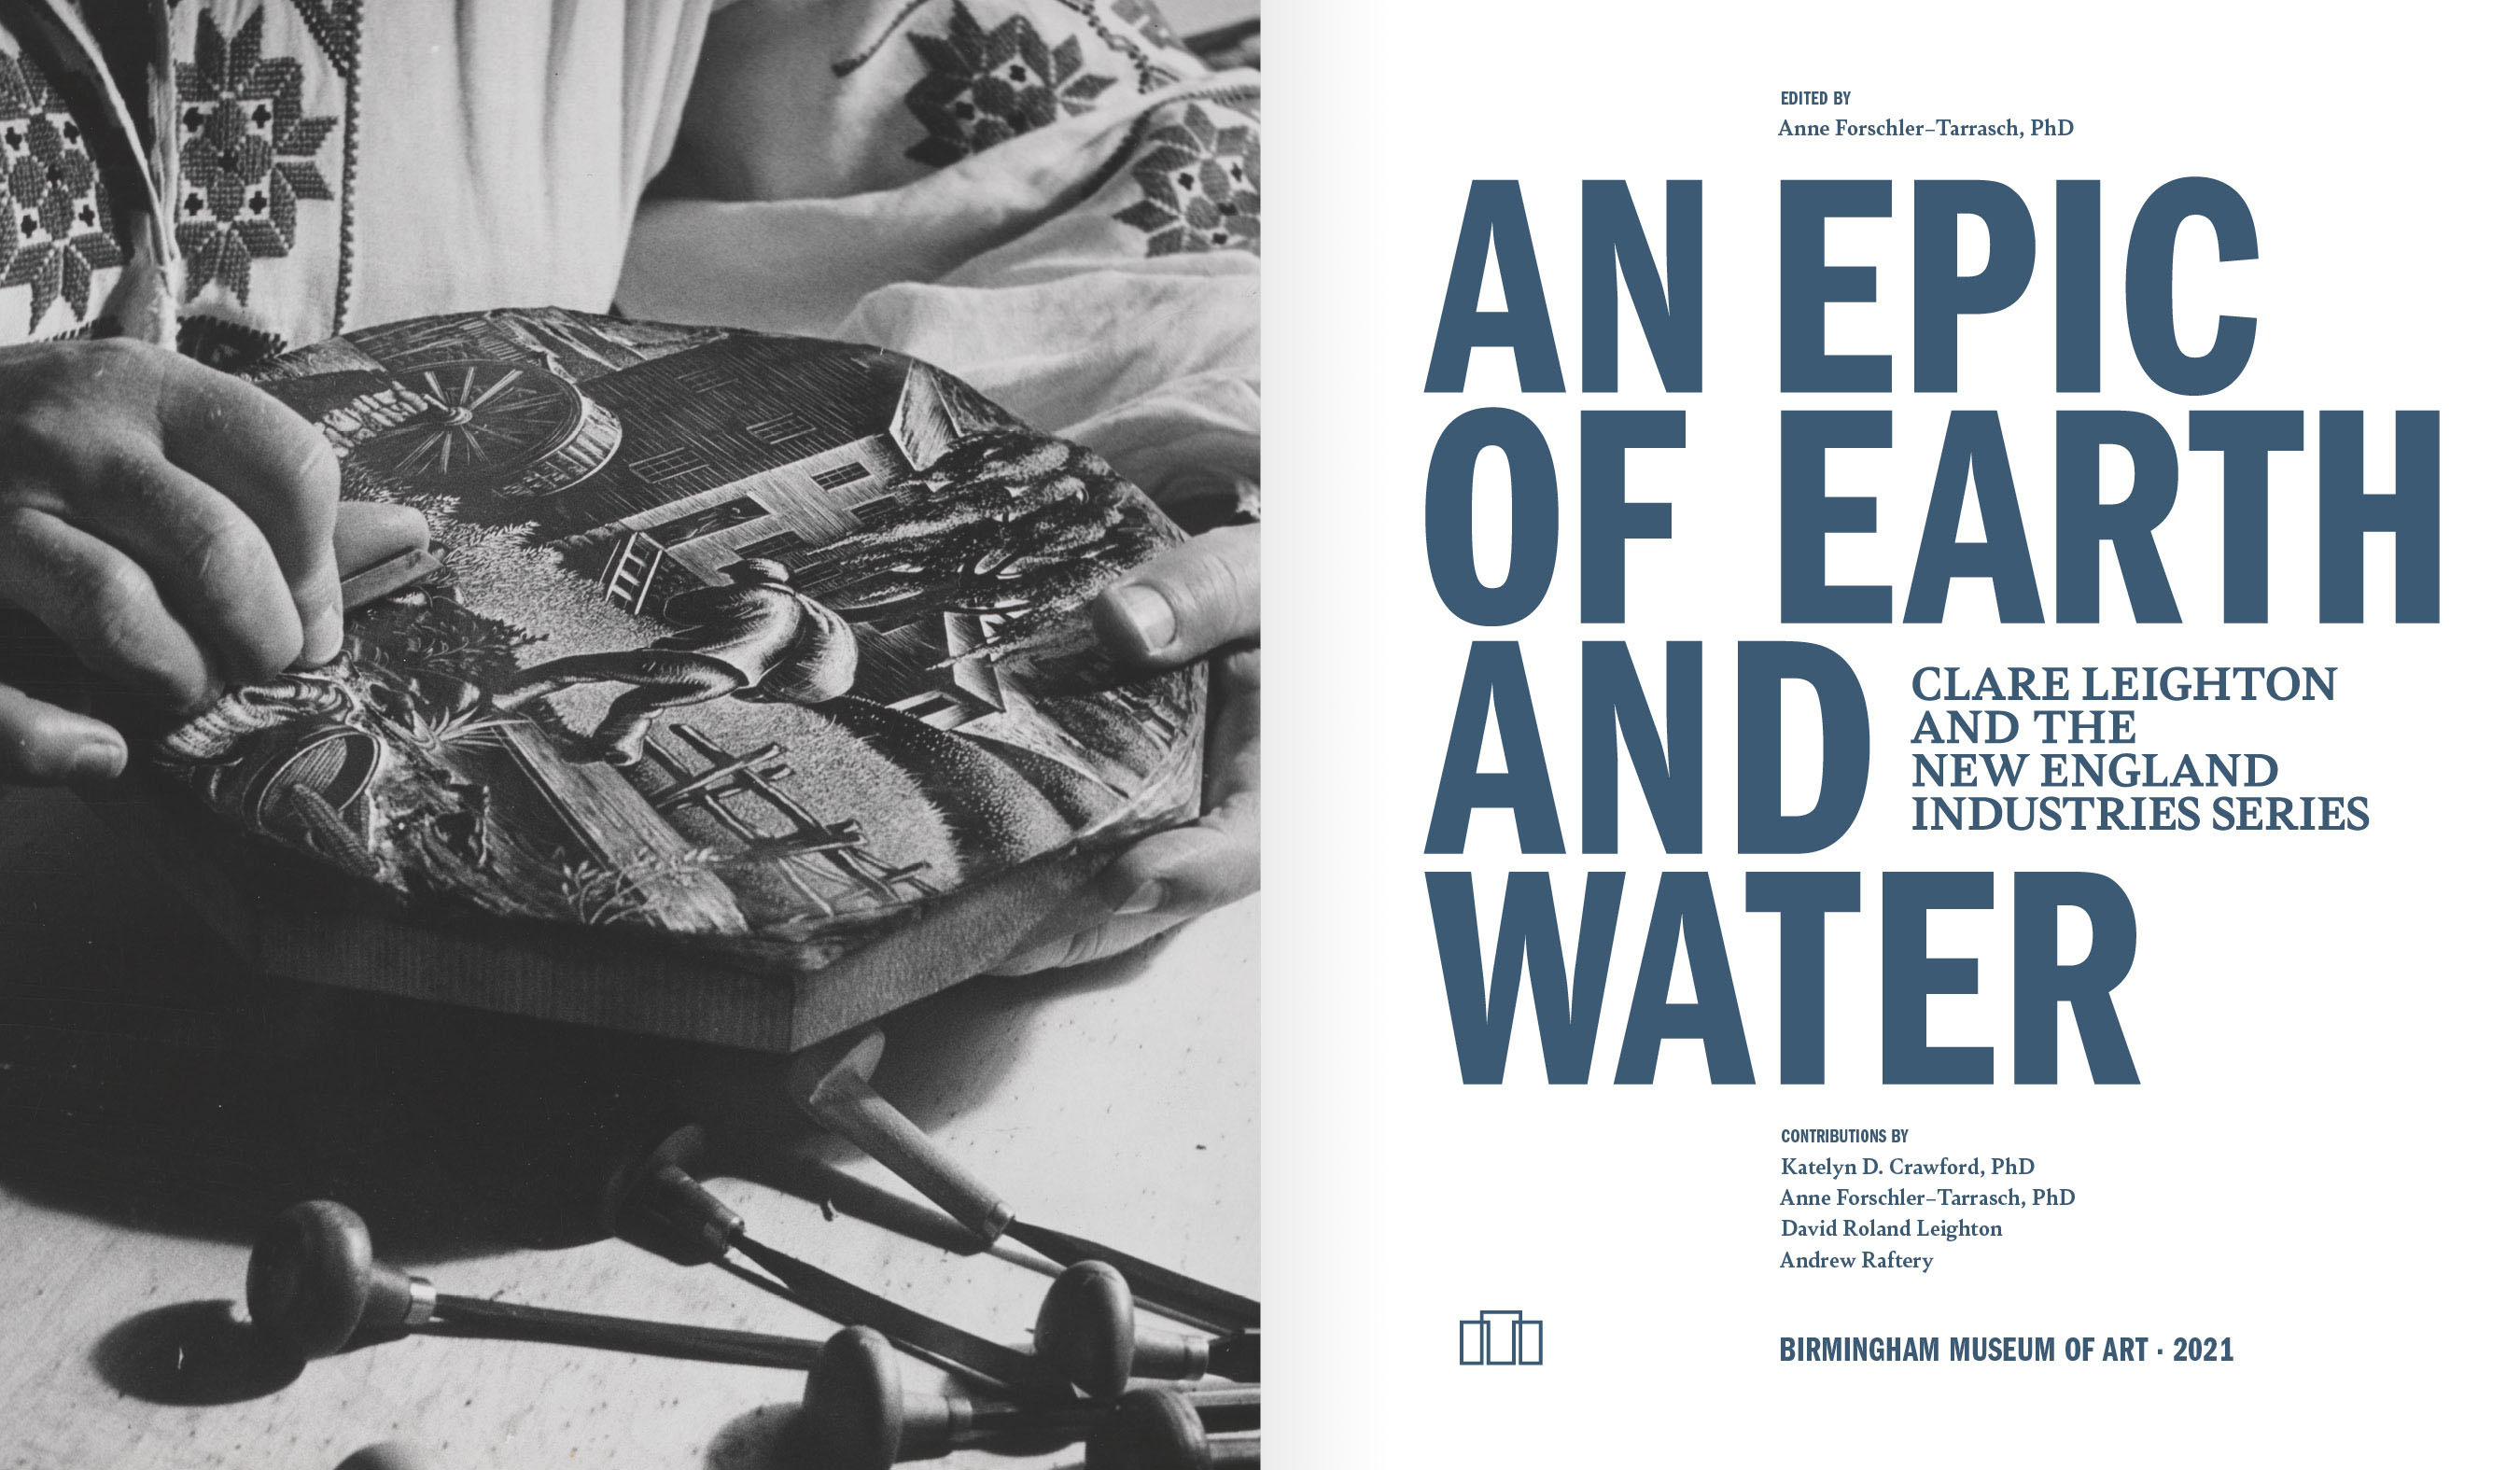 EDITED BY
Anne Forschler–Tarrasch, PhD
AN EPIC
OF EARTH
AND
CLARE LEIGHTON
AND THE
NEW ENGLAND
INDUSTRIES SERIES
WATER
CONTRIBUTIONS BY
Katelyn D. Crawford, PhD
Anne Forschler–Tarrasch, PhD
David Roland Leighton
Andrew Raftery
BIRMINGHAM MUSEUM OF ART · 2021